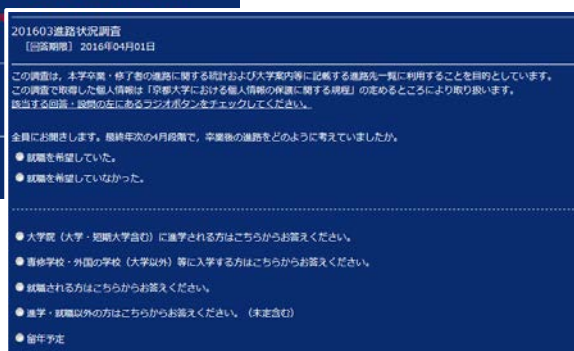 201603進路状況調査
［回答期限］ 2016年04月01日
この調査は、本学卒業・修了者の進路に関する統計および大学案内等に記載する進路先一覧に利用することを目的としています。
この調査で取得した個人情報は「京都大学における個人情報の保護に関する規程」の定めるところにより取り扱います。
該当する回答・設問の左にあるラジオボタンをチェックしてください。
全員にお聞きします。最終年次の4月段階で，卒業後の進路をどのように考えていましたか。
就職を希望していた。
就職を希望していなかった。
大学院（大学・短期大学含む）に進学される方はこちらからお答えください。
専修学校・外国の学校（大学以外）等に入学する方はこちらからお答えください。
就職される方はこちらからお答えください。
進学・就職以外の方はこちらからお答えください。（未定含む）
留年予定